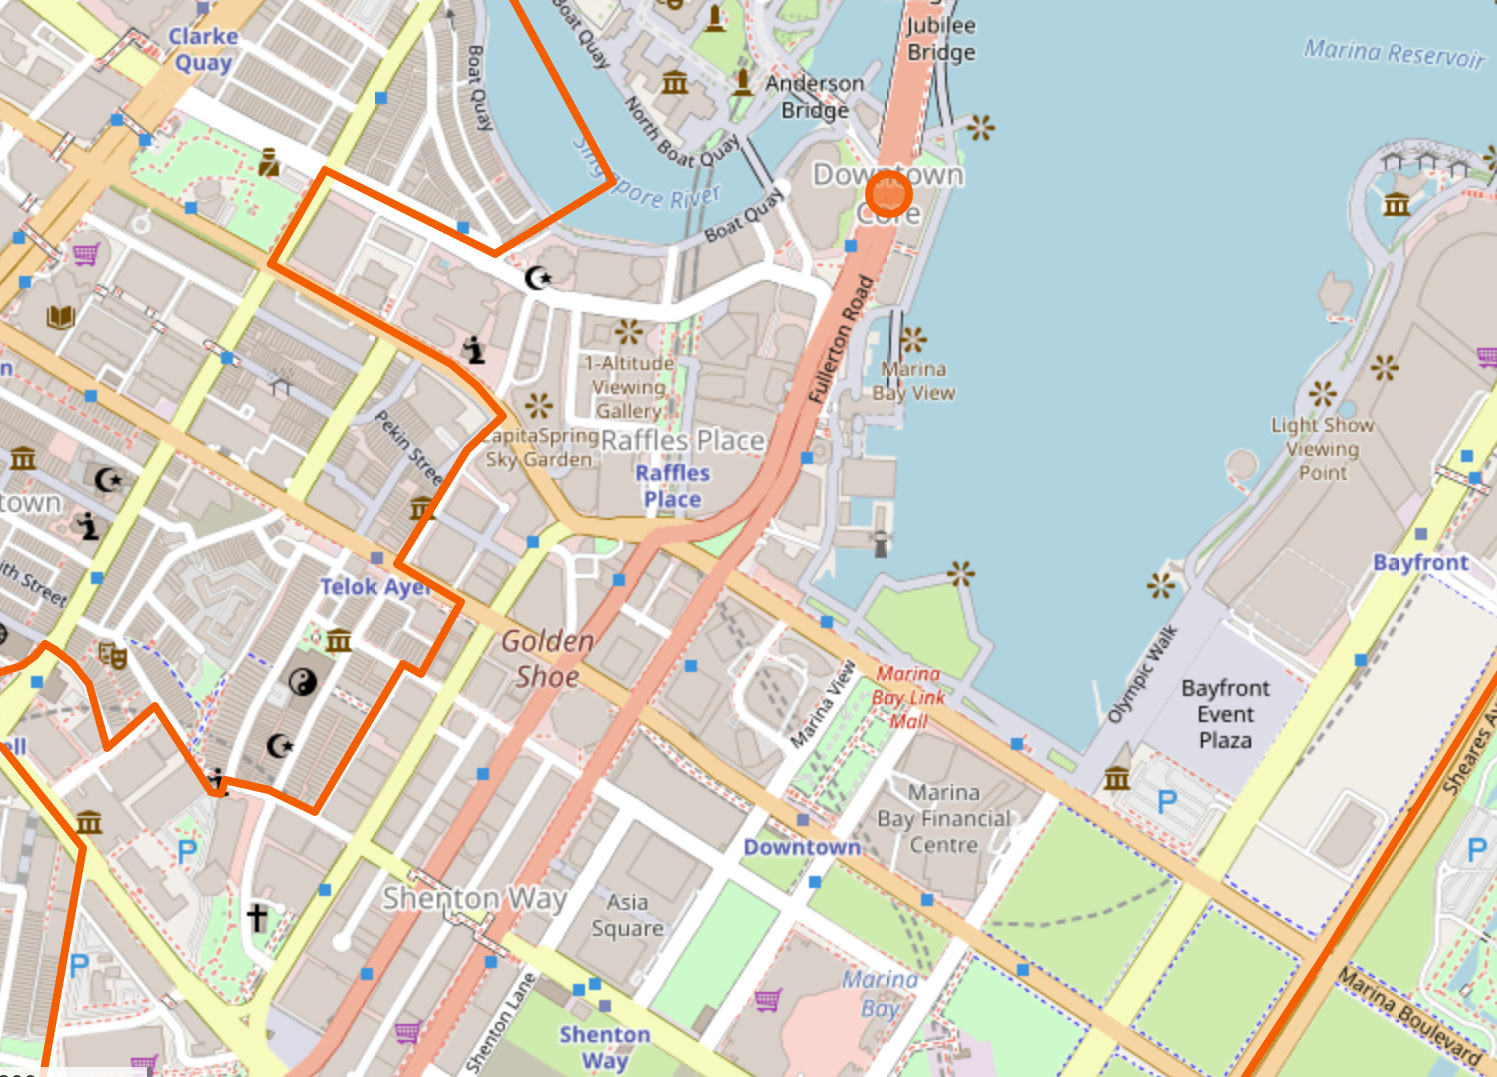 Clarke
Quay
Boat Quay
Boat Quay
North Boat Quay
Singapore River
Boat Quay
Jubilee
Bridge
Anderson
Bridge
Marina Reservoir
Downtown
Core
Fullerton Road
1-Altitude
Viewing
Gallery
Marina
Bay View
CapitaSpring
Sky Garden
Raffles Place
Raffles
Place
Light Show
Viewing
Point
Pekin Street
town
ith Street
Telok Ayer
Golden
Shoe
Bayfront
Olympic Walk
Bayfront
Event
Plaza
Marina
Bay Link
Mall
Marina View
Marina
Bay Financial
Centre
Downtown
Shenton Way
Asia
Square
Marina
Bay
Shenton Lane
Shenton
Way
Sheares Av
Marina Boulevard
ell
n
P
P
P
P